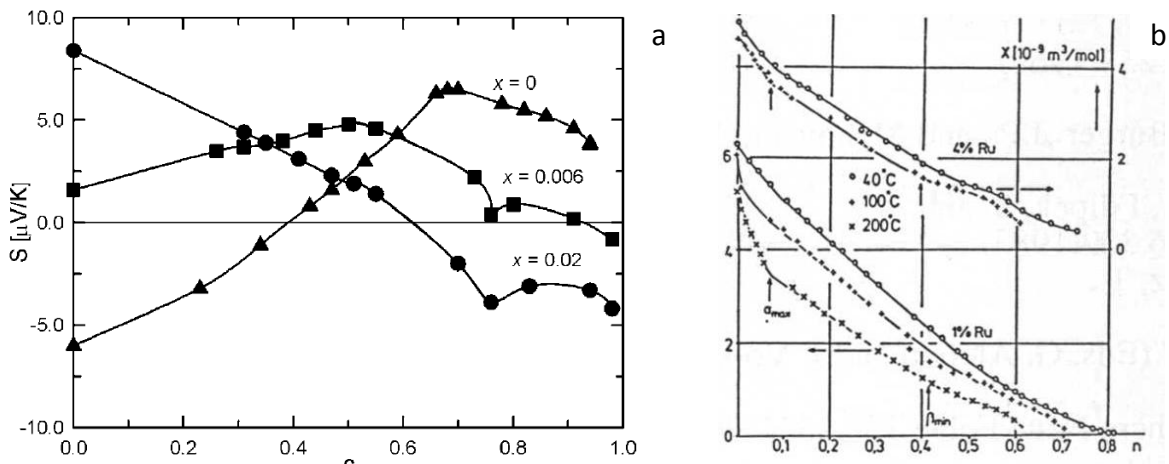 10.0
5.0
0.0
-5.0
-10.0
S [μV/K]
x = 0
x = 0.006
x = 0.02
0.0 0.2 0.4 0.6 0.8 1.0
a
χ [10⁻⁹ m³/mol]
b
4
2
0
4% Ru
40°C
100°C
200°C
6
4
2
0
αmax
1% Ru
βmin
0,1 0,2 0,3 0,4 0,5 0,6 0,7 0,8 n